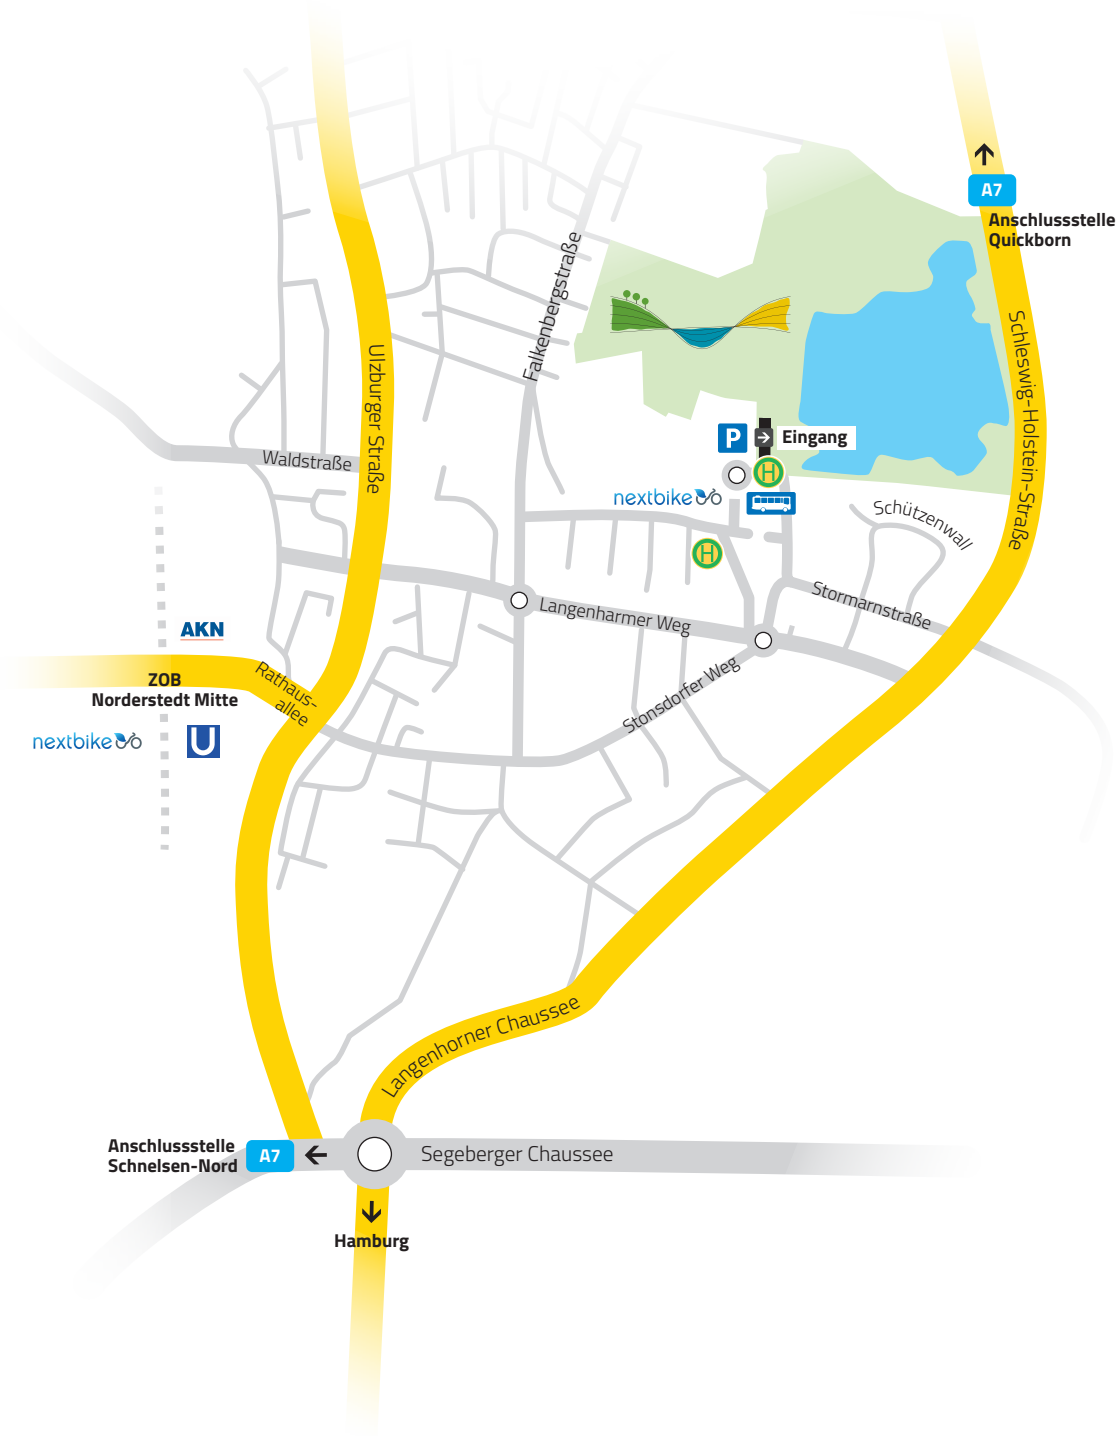 A7
Anschlussstelle
Quickborn
Falkenbergstraße
Schleswig-Holstein-Straße
Ulzburger Straße
P
Eingang
Waldstraße
H
nextbike
Schützenwall
H
Stormarnstraße
Langenharmer Weg
AKN
Stonsdorfer Weg
Rathaus-
allee
ZOB
Norderstedt Mitte
nextbike
U
Langenhorner Chaussee
Anschlussstelle
Schnelsen-Nord
A7
Segeberger Chaussee
Hamburg